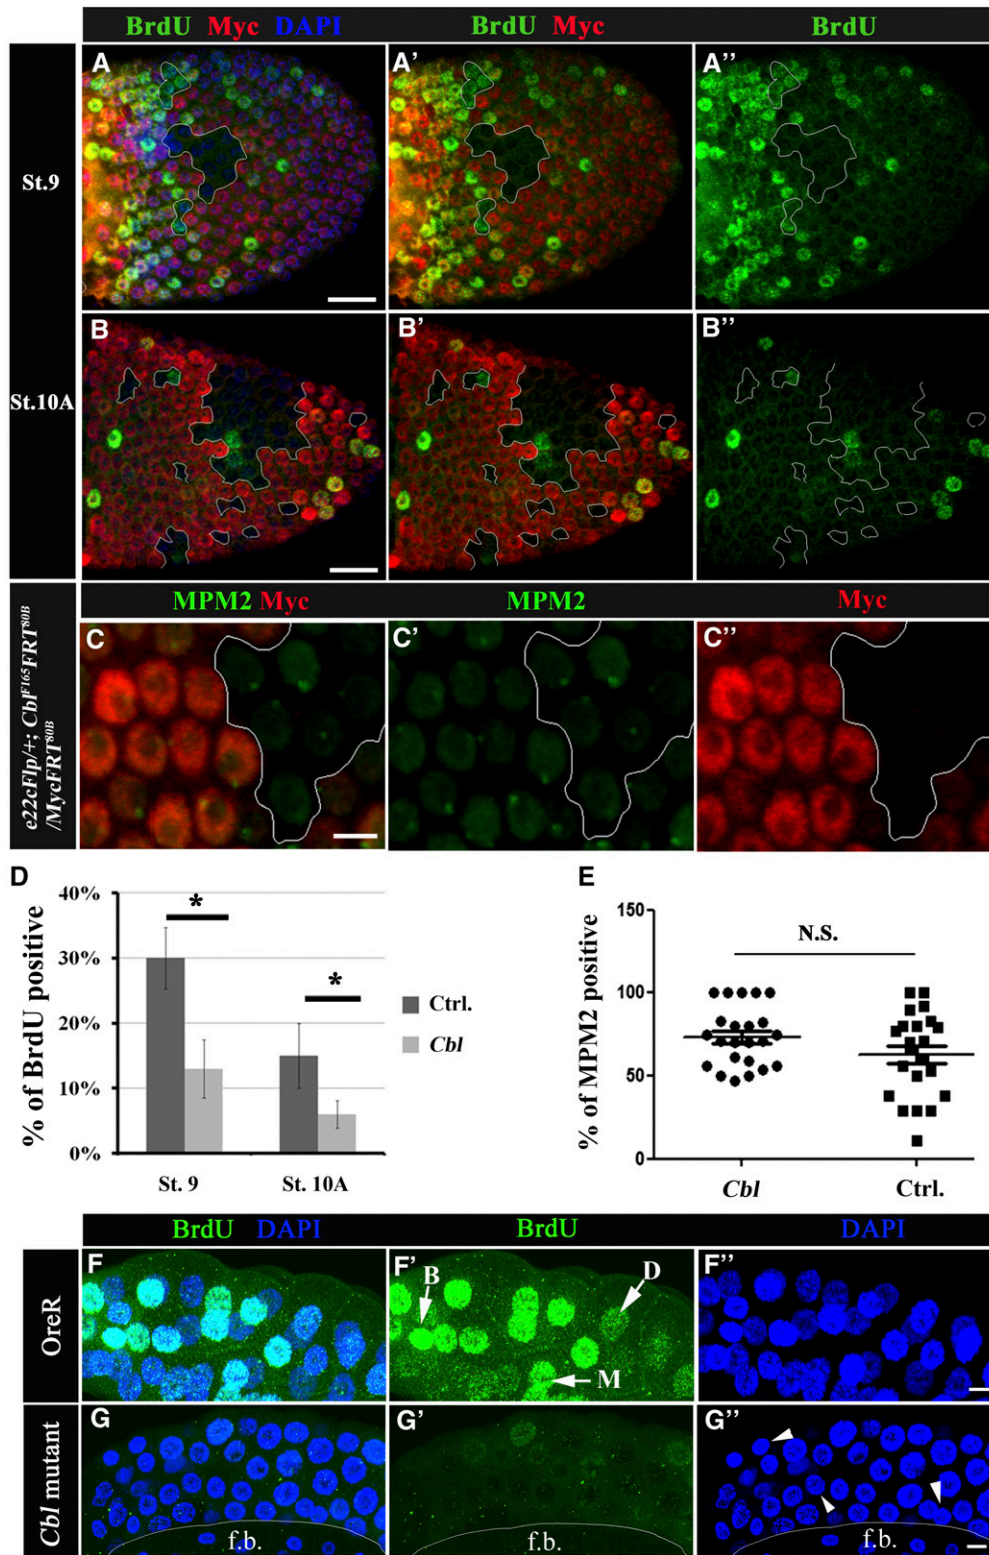 BrdU Myc DAPI
BrdU Myc
BrdU
St.9
A
A'
A''
St.10A
B
B'
B''
MPM2 Myc
MPM2
Myc
e22cFlp/+; Cbl^F165 FRT^80B
/MycFRT^80B
C
C'
C''
D
% of BrdU positive
40%
30%
20%
10%
0%
*
*
Ctrl.
Cbl
St. 9
St. 10A
E
% of MPM2 positive
150
100
50
0
N.S.
Cbl
Ctrl.
BrdU DAPI
BrdU
DAPI
OreR
F
F'
B
D
M
F''
Cbl mutant
G
f.b.
G'
f.b.
G''
f.b.